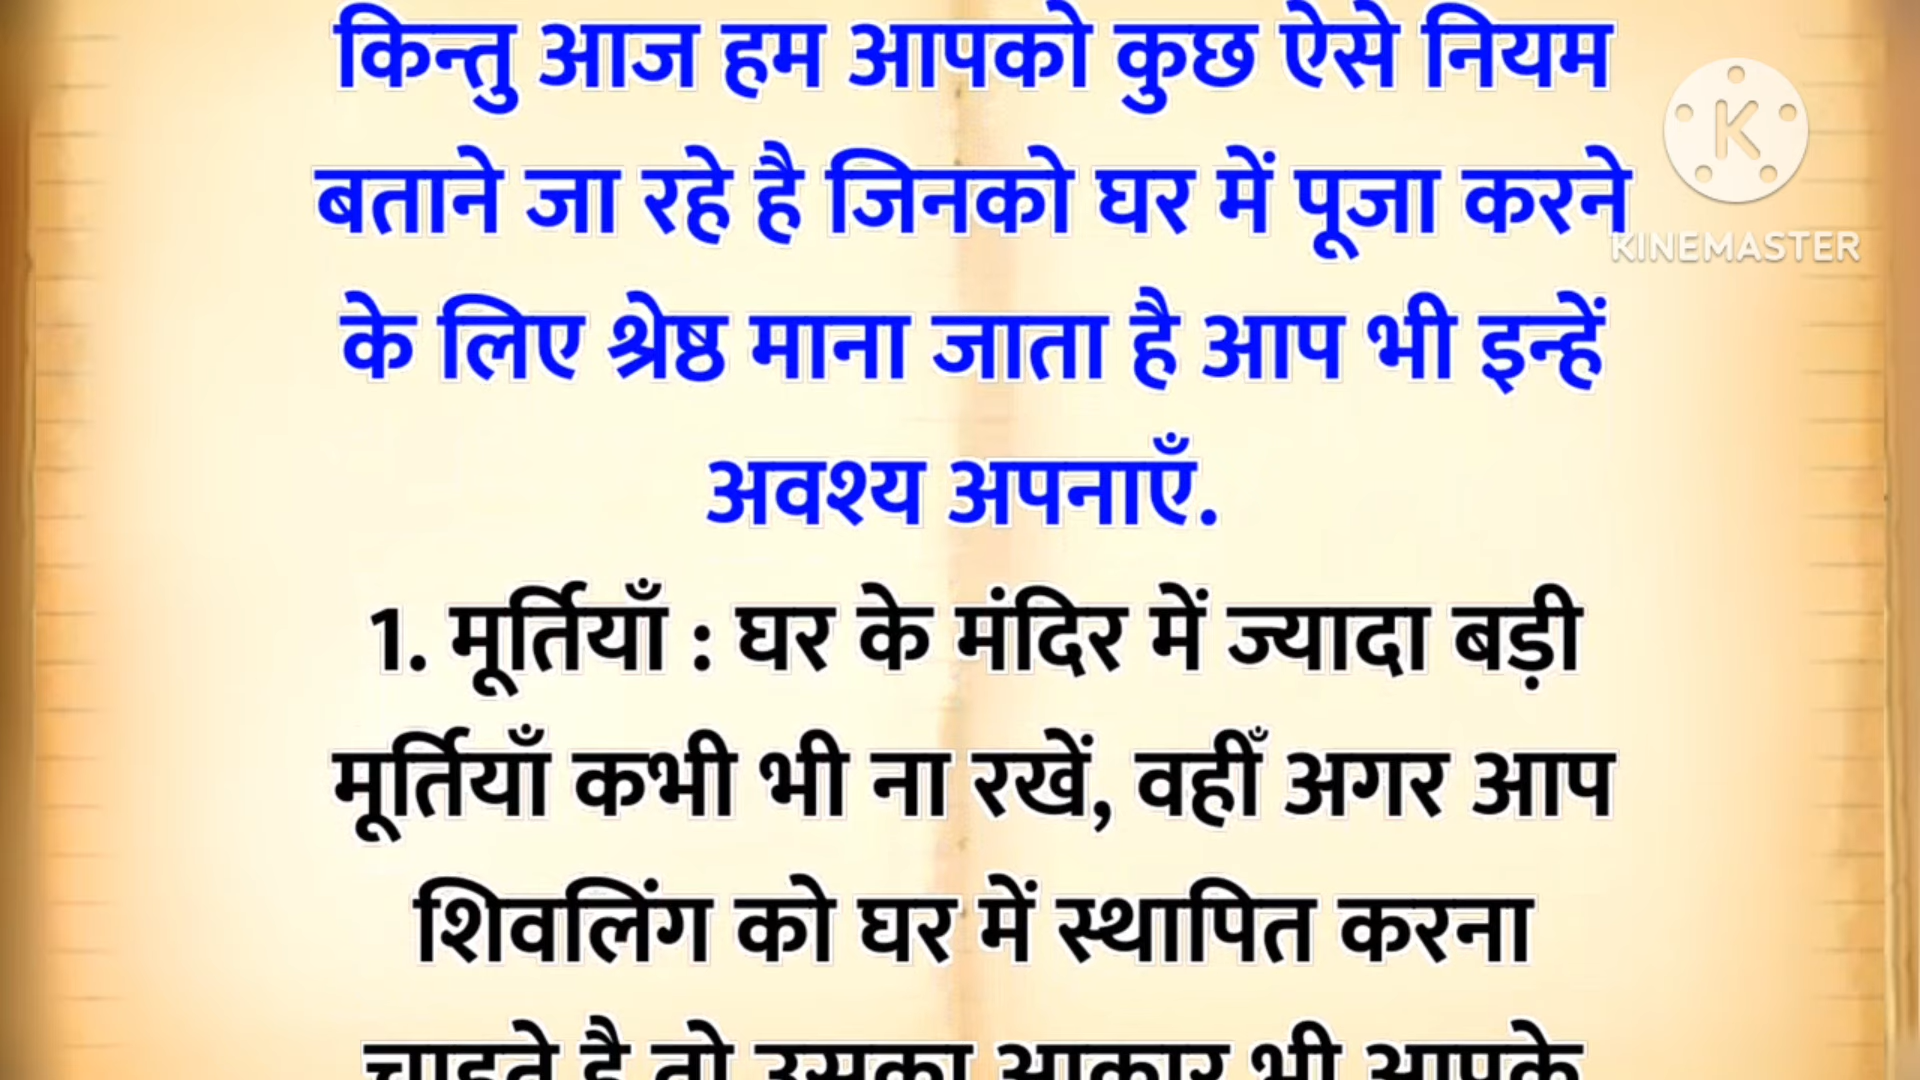 किन्तु आज हम आपको कुछ ऐसे नियम
बताने जा रहे है जिनको घर में पूजा करने
के लिए श्रेष्ठ माना जाता है आप भी इन्हें
अवश्य अपनाएँ.
1. मूर्तियाँ : घर के मंदिर में ज्यादा बड़ी
मूर्तियाँ कभी भी ना रखें, वहीँ अगर आप
शिवलिंग को घर में स्थापित करना
चाहते है तो उसका आकार भी आपके
K
KINEMASTER